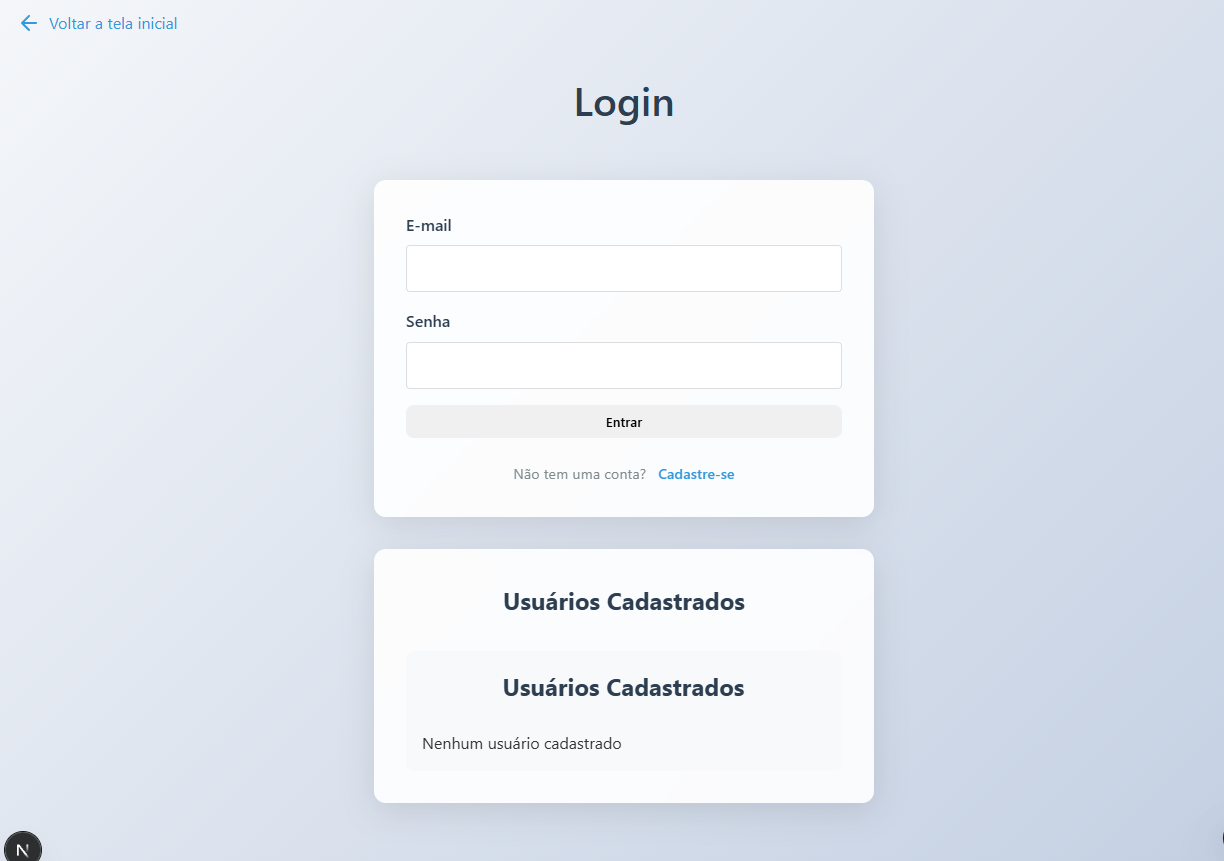 Voltar a tela inicial
Login
E-mail
Senha
Entrar
Não tem uma conta? Cadastre-se
Usuários Cadastrados
Usuários Cadastrados
Nenhum usuário cadastrado
N